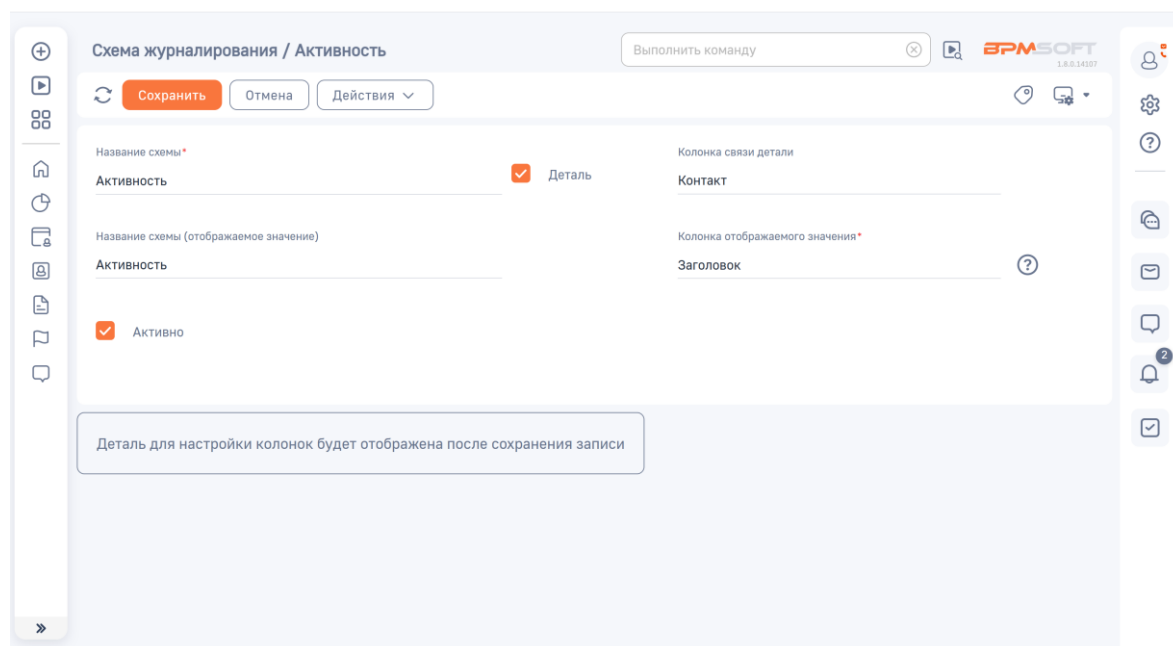 Схема журналирования / Активность
Выполнить команду
BPMSOFT
1.6.0.14107
Сохранить
Отмена
Действия
Название схемы*
Активность
Деталь
Колонка связи детали
Контакт
Название схемы (отображаемое значение)
Активность
Колонка отображаемого значения*
Заголовок
Активно
2
Деталь для настройки колонок будет отображена после сохранения записи